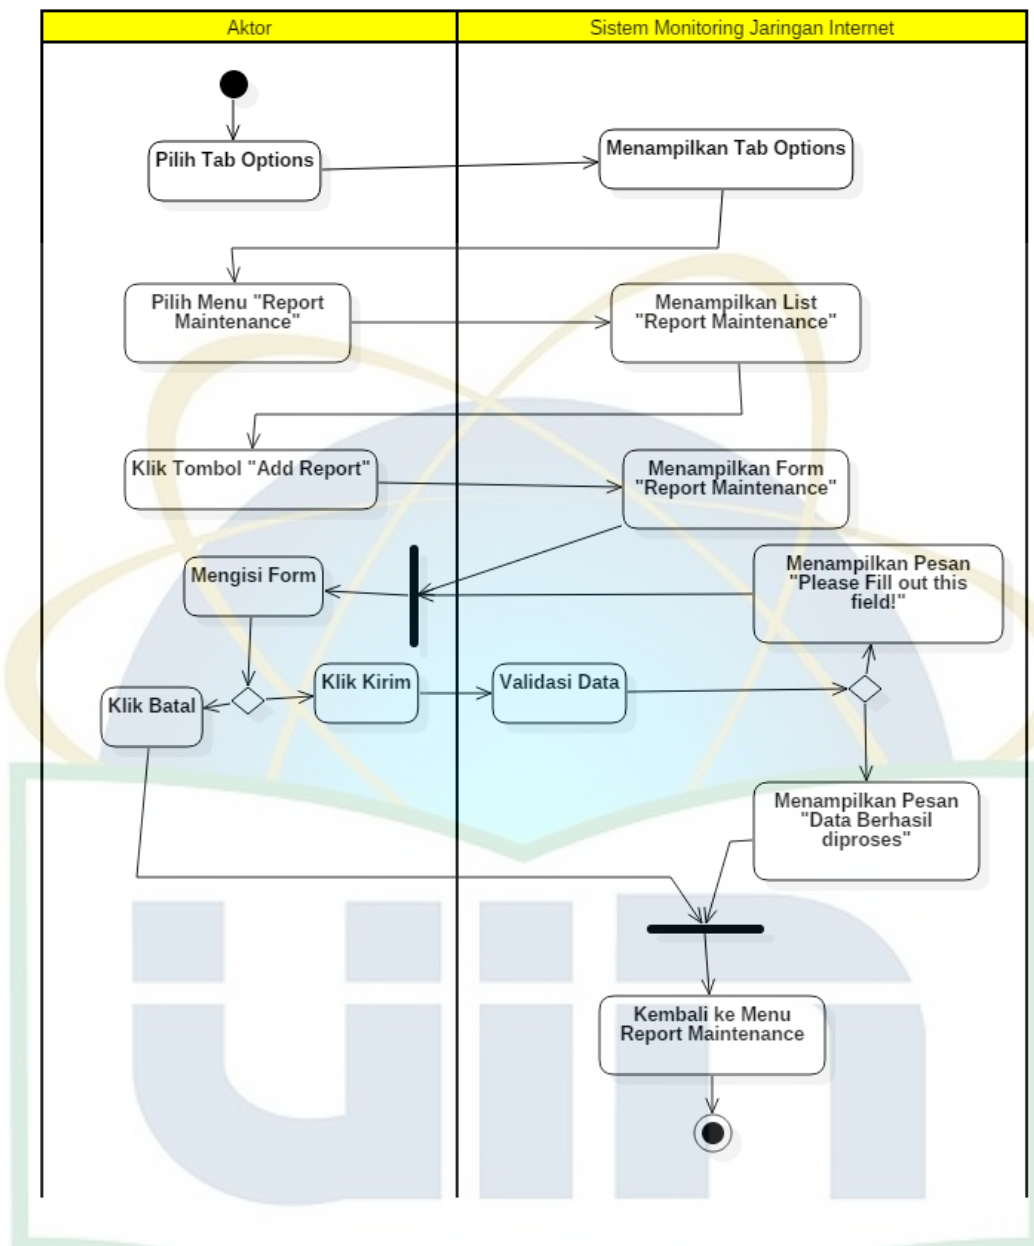 Aktor
Sistem Monitoring Jaringan Internet
Pilih Tab Options
Menampilkan Tab Options
Pilih Menu "Report
Maintenance"
Menampilkan List
"Report Maintenance"
Klik Tombol "Add Report"
Menampilkan Form
"Report Maintenance"
Mengisi Form
Menampilkan Pesan
"Please Fill out this
field!"
Klik Batal
Klik Kirim
Validasi Data
Menampilkan Pesan
"Data Berhasil
diproses"
Kembali ke Menu
Report Maintenance
uin